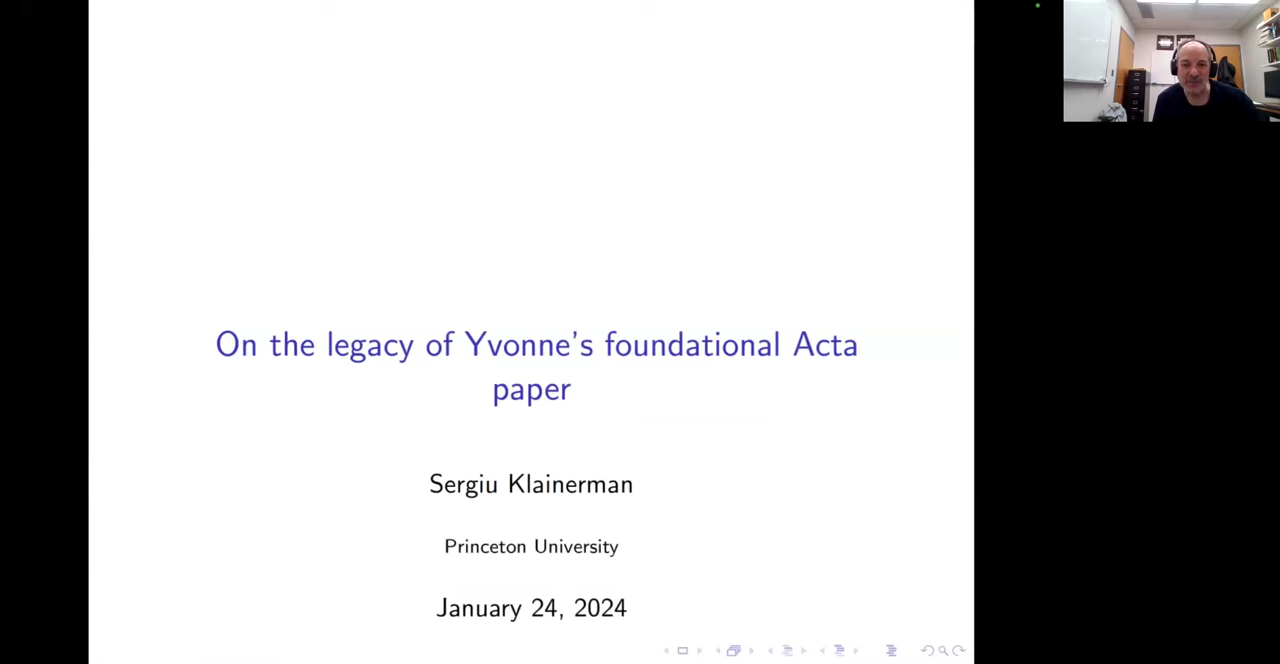 On the legacy of Yvonne's foundational Acta
paper
Sergiu Klainerman
Princeton University
January 24, 2024